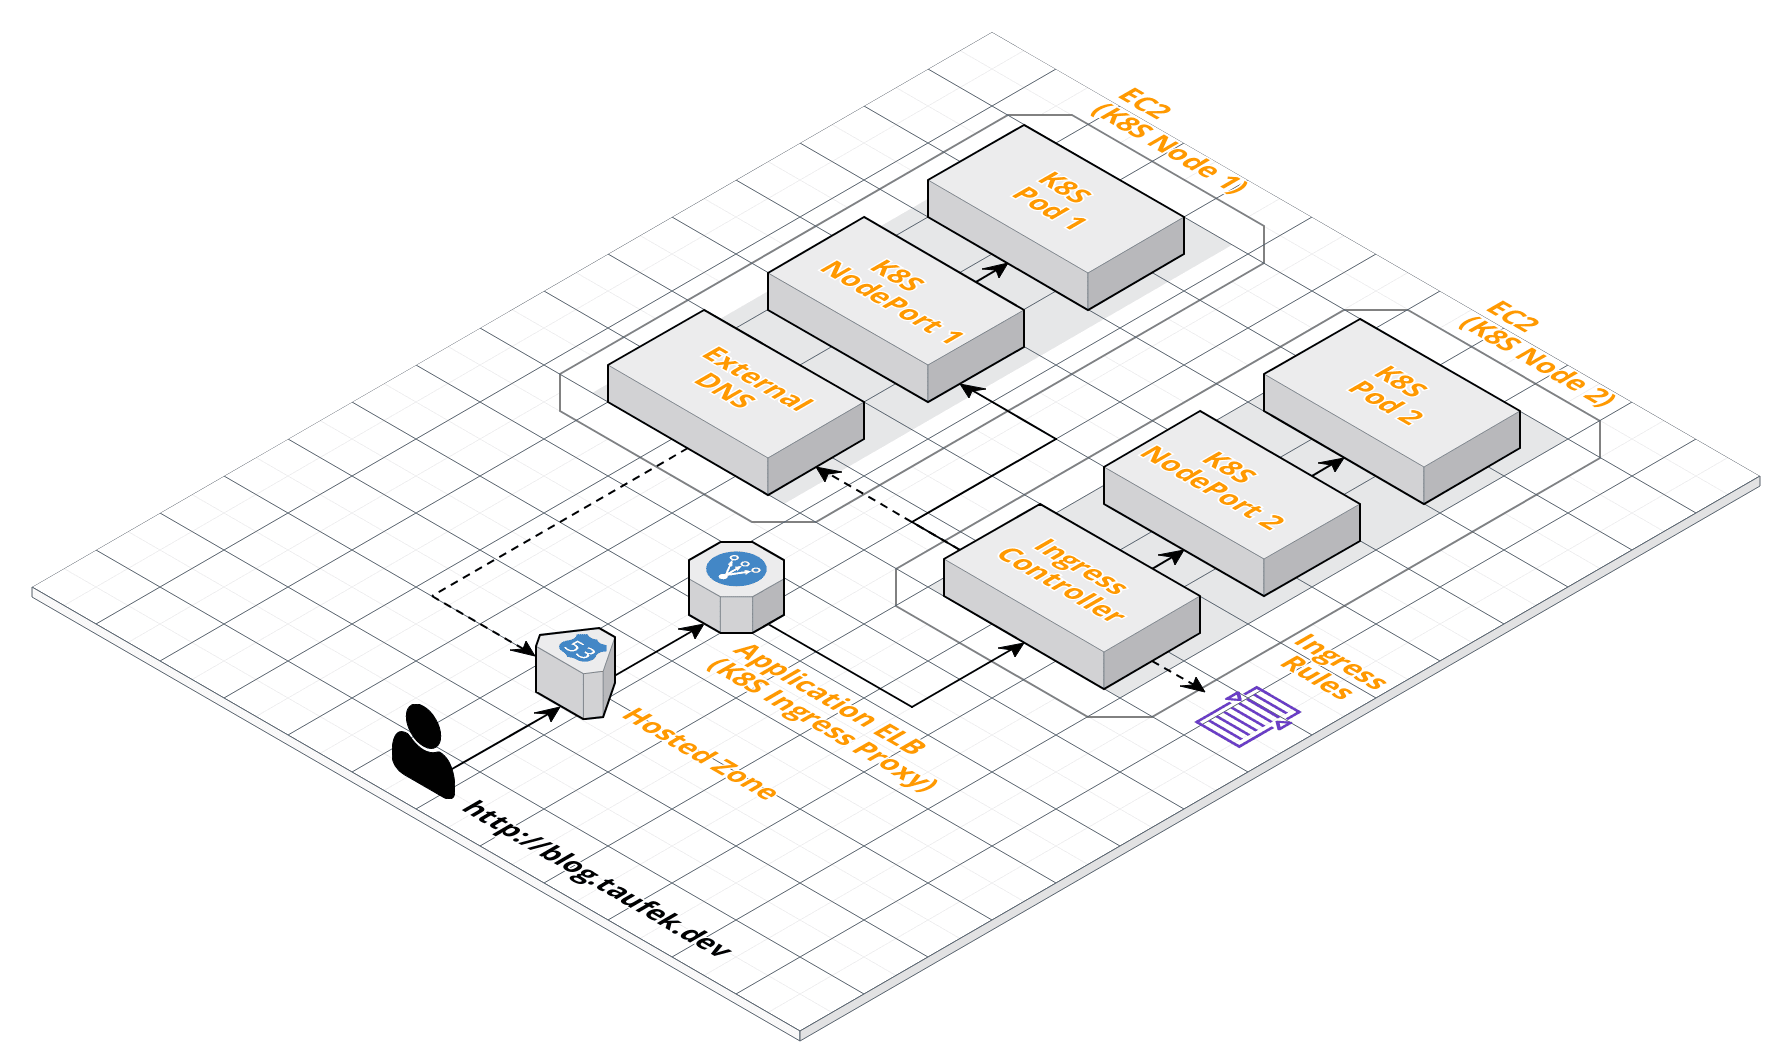 EC2
(K8S Node 1)
K8S
Pod 1
K8S
NodePort 1
External
DNS
EC2
(K8S Node 2)
K8S
Pod 2
K8S
NodePort 2
Ingress
Controller
Ingress
Rules
53
Application ELB
(K8S Ingress Proxy)
Hosted Zone
http://blog.taufek.dev